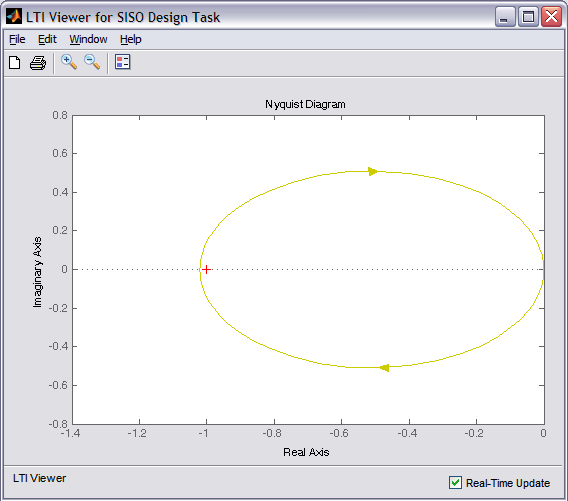 LTI Viewer for SISO Design Task
File Edit Window Help
Nyquist Diagram
0.8
0.6
0.4
0.2
0
-0.2
-0.4
-0.6
-0.8
Imaginary Axis
-1.4 -1.2 -1 -0.8 -0.6 -0.4 -0.2 0
Real Axis
LTI Viewer
Real-Time Update